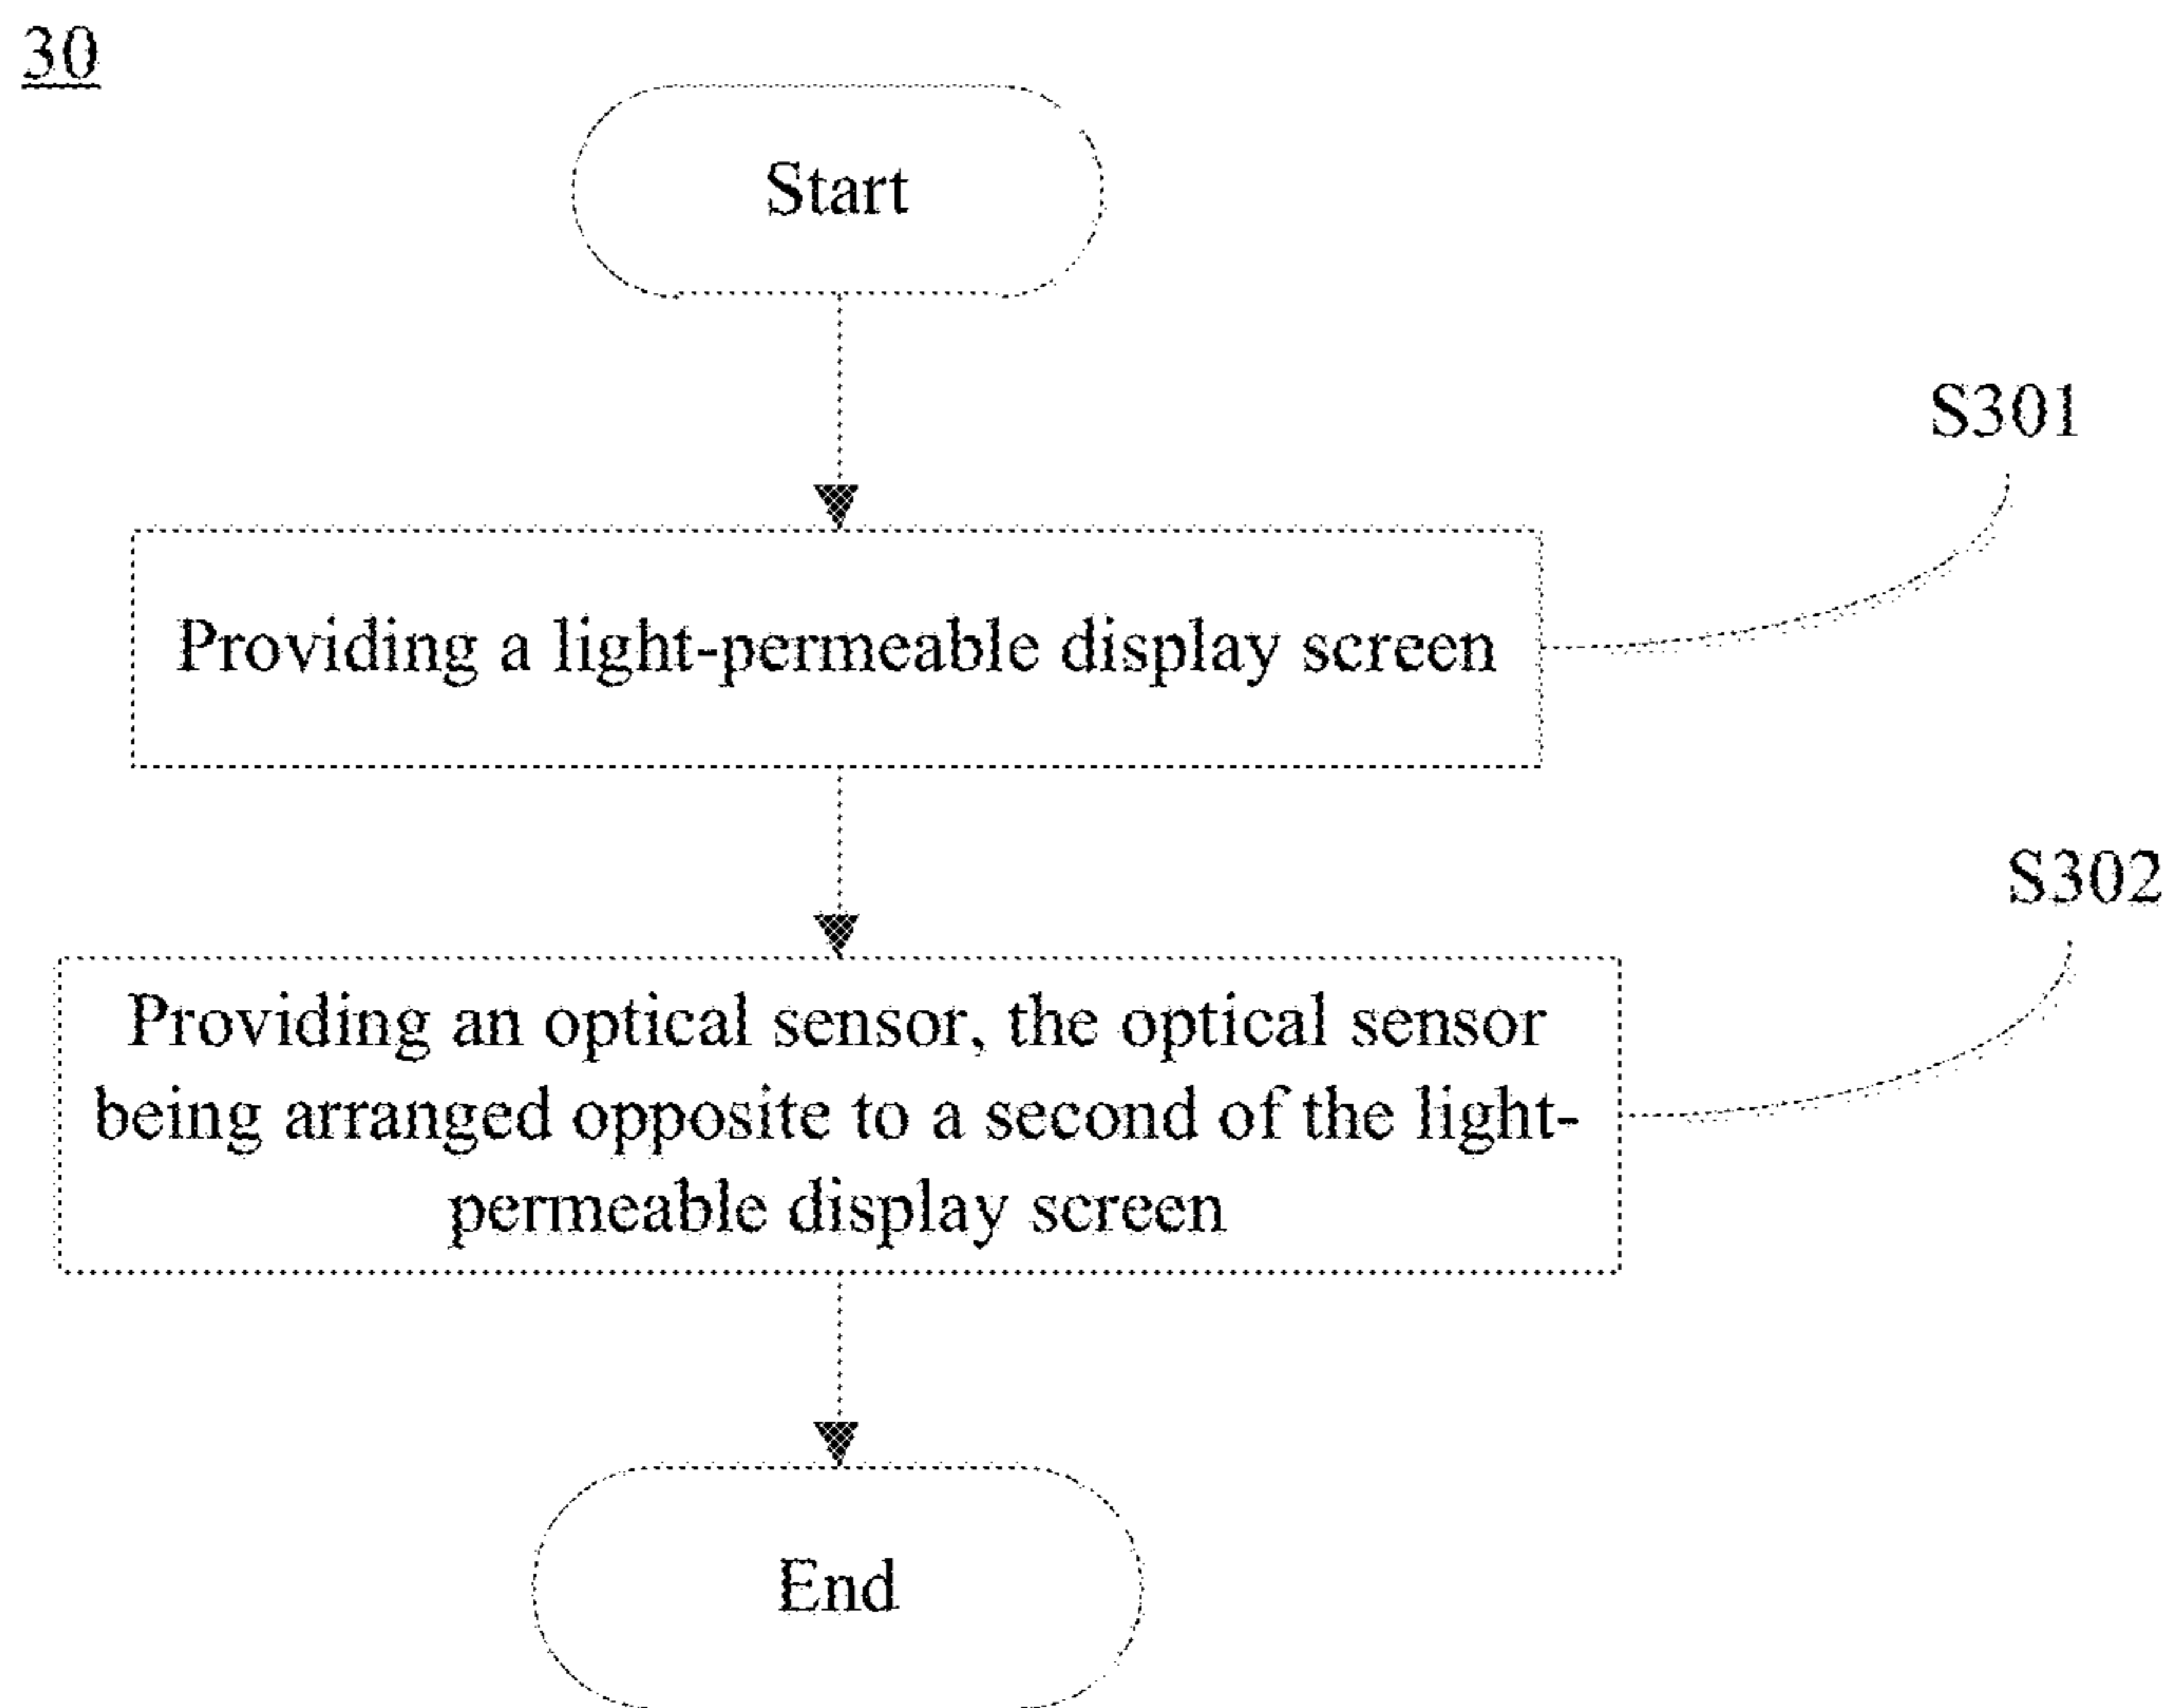 30
Start
S301
Providing a light-permeable display screen
S302
Providing an optical sensor, the optical sensor
being arranged opposite to a second of the light-
permeable display screen
End